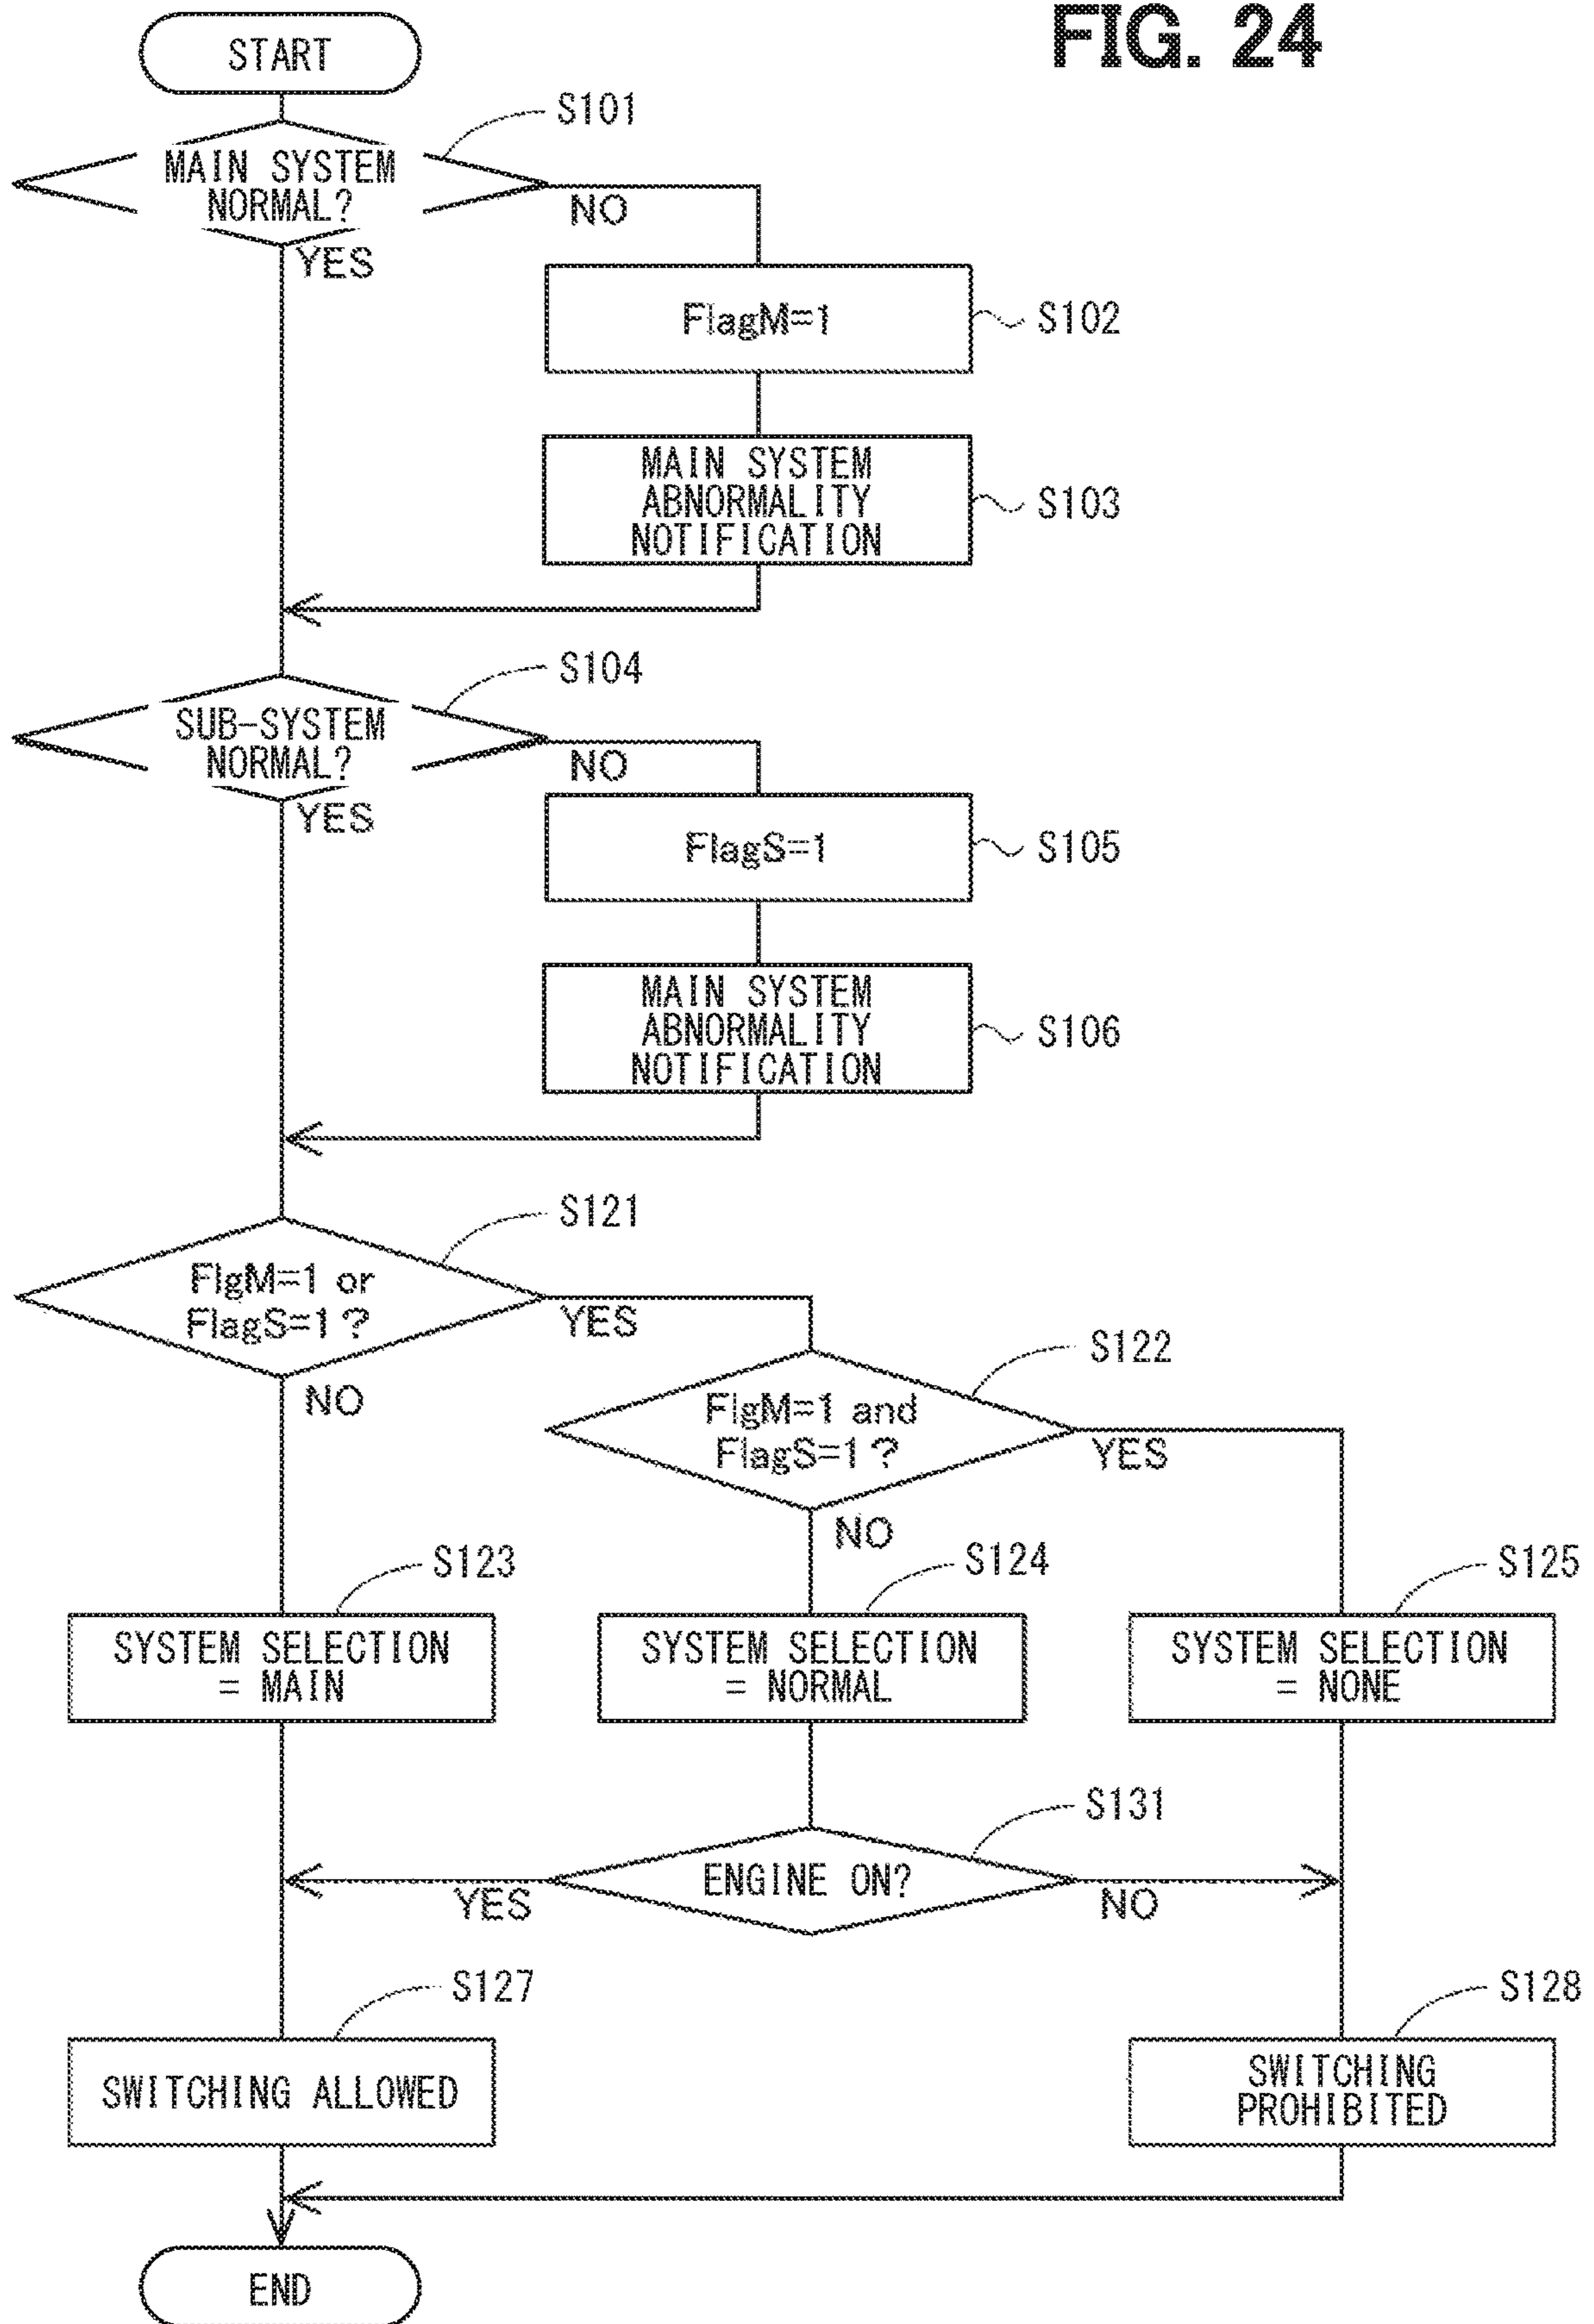 FIG. 24
START
S101
MAIN SYSTEM
NORMAL?
NO
YES
FlagM=1
S102
MAIN SYSTEM
ABNORMALITY
NOTIFICATION
S103
S104
SUB-SYSTEM
NORMAL?
NO
YES
FlagS=1
S105
MAIN SYSTEM
ABNORMALITY
NOTIFICATION
S106
S121
FlgM=1 or
FlagS=1 ?
YES
NO
S122
FlgM=1 and
FlagS=1 ?
YES
NO
S123
SYSTEM SELECTION
= MAIN
S124
SYSTEM SELECTION
= NORMAL
S125
SYSTEM SELECTION
= NONE
S131
ENGINE ON?
YES
NO
S127
SWITCHING ALLOWED
S128
SWITCHING
PROHIBITED
END